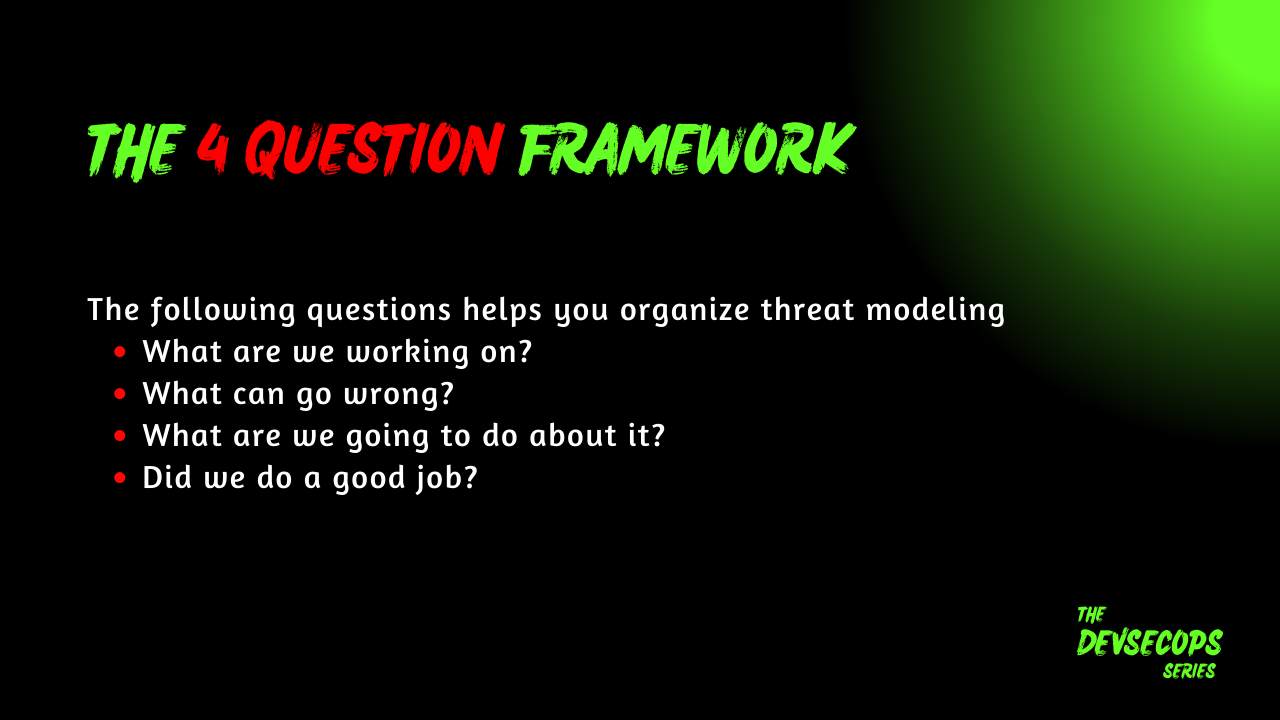 THE 4 QUESTION FRAMEWORK
The following questions helps you organize threat modeling
• What are we working on?
• What can go wrong?
• What are we going to do about it?
• Did we do a good job?
THE
DEVSECOPS
SERIES